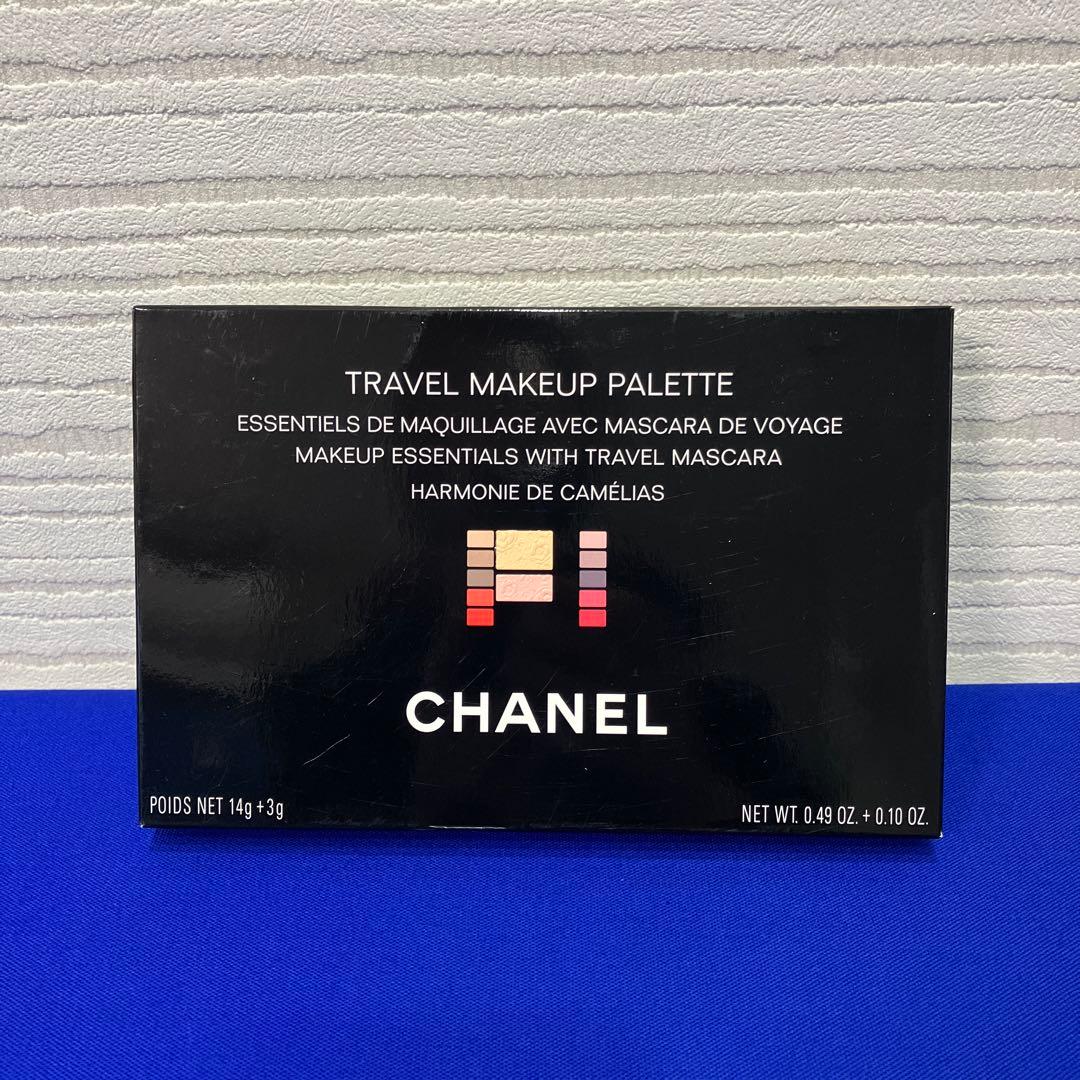 TRAVEL MAKEUP PALETTE
ESSENTIELS DE MAQUILLAGE AVEC MASCARA DE VOYAGE
MAKEUP ESSENTIALS WITH TRAVEL MASCARA
HARMONIE DE CAMÉLIAS
CHANEL
POIDS NET 14g+3g
NET WT. 0.49 OZ. + 0.10 OZ.